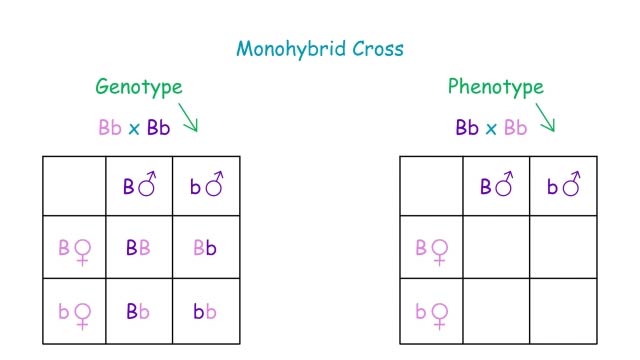 Monohybrid Cross
Genotype
Bb x Bb
B♂ b♂
B♀ BB Bb
b♀ Bb bb
Phenotype
Bb x Bb
B♂ b♂
B♀
b♀